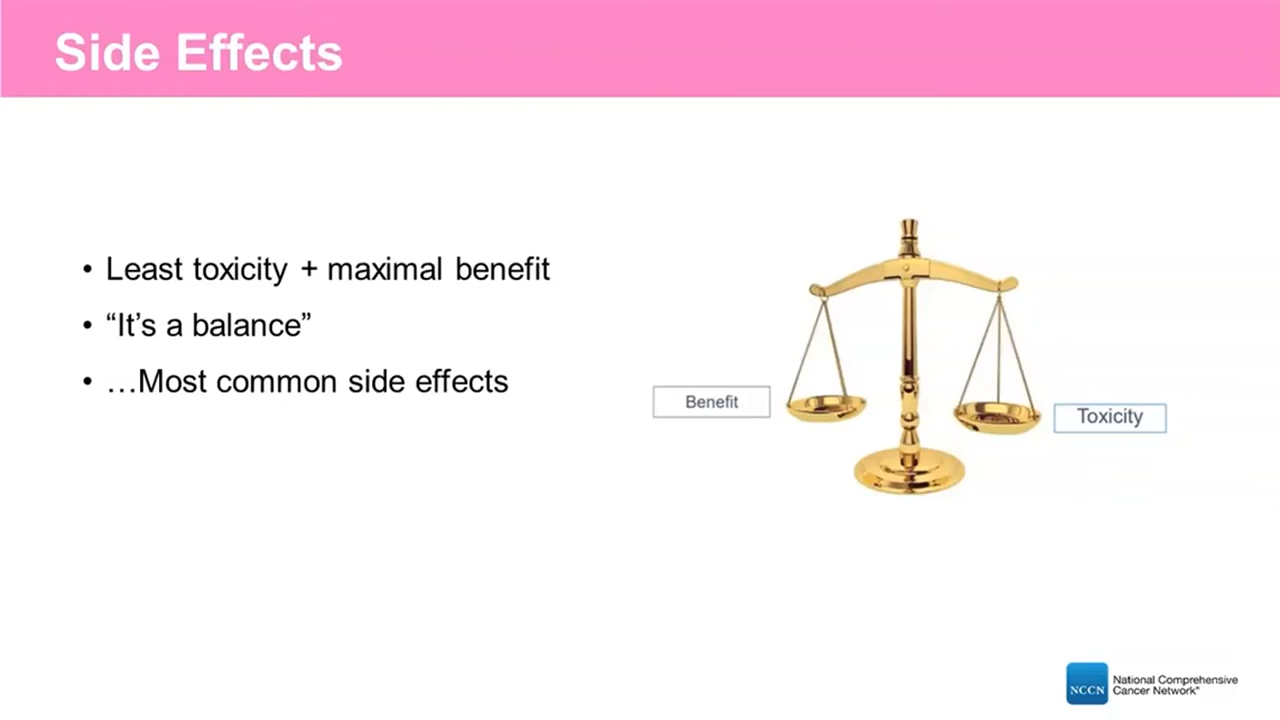 Side Effects
• Least toxicity + maximal benefit
• “It’s a balance”
• …Most common side effects
Benefit
Toxicity
NCCN
National Comprehensive
Cancer Network®